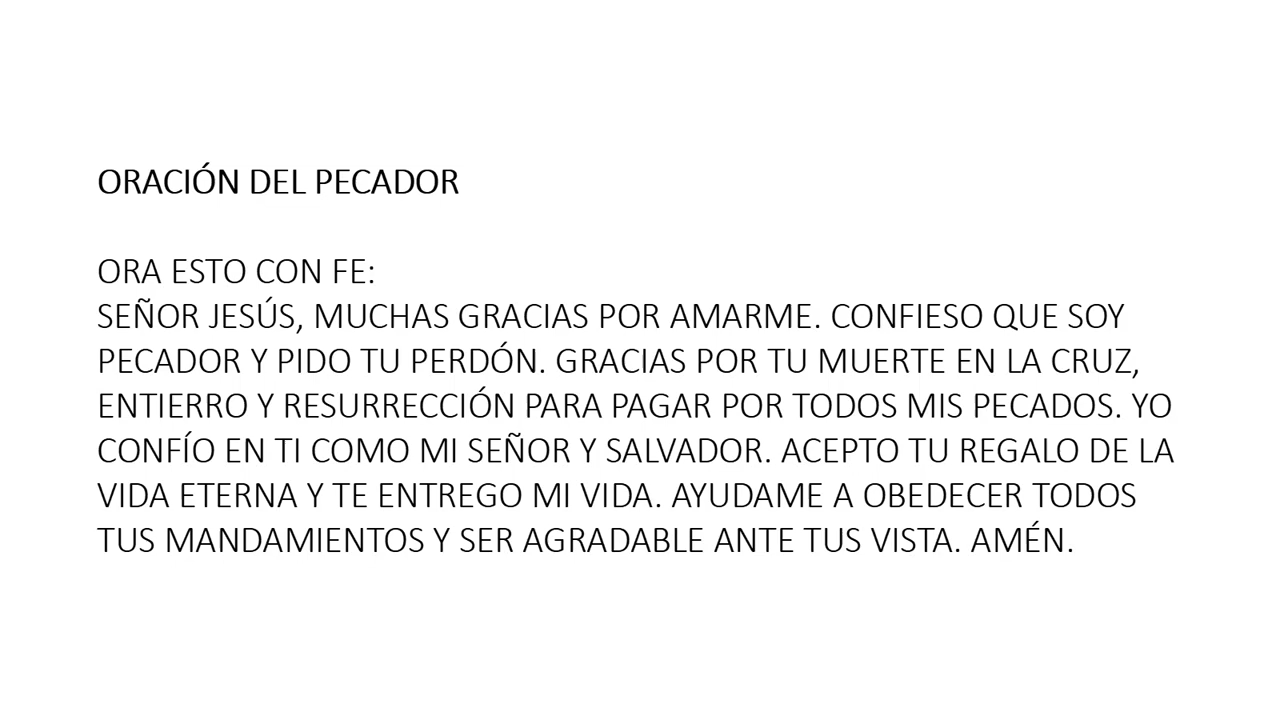 ORACIÓN DEL PECADOR
ORA ESTO CON FE:
SEÑOR JESÚS, MUCHAS GRACIAS POR AMARME. CONFIESO QUE SOY
PECADOR Y PIDO TU PERDÓN. GRACIAS POR TU MUERTE EN LA CRUZ,
ENTIERRO Y RESURRECCIÓN PARA PAGAR POR TODOS MIS PECADOS. YO
CONFÍO EN TI COMO MI SEÑOR Y SALVADOR. ACEPTO TU REGALO DE LA
VIDA ETERNA Y TE ENTREGO MI VIDA. AYUDAME A OBEDECER TODOS
TUS MANDAMIENTOS Y SER AGRADABLE ANTE TUS VISTA. AMÉN.